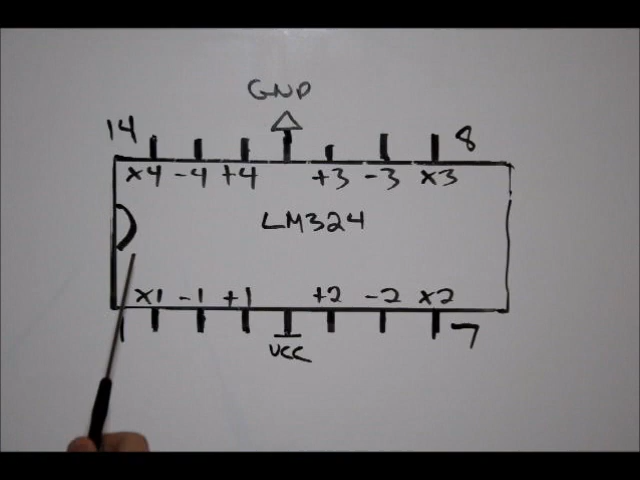 GND
14 8
x4 -4 +4 +3 -3 x3
LM324
x1 -1 +1 +2 -2 x2
1 7
VCC